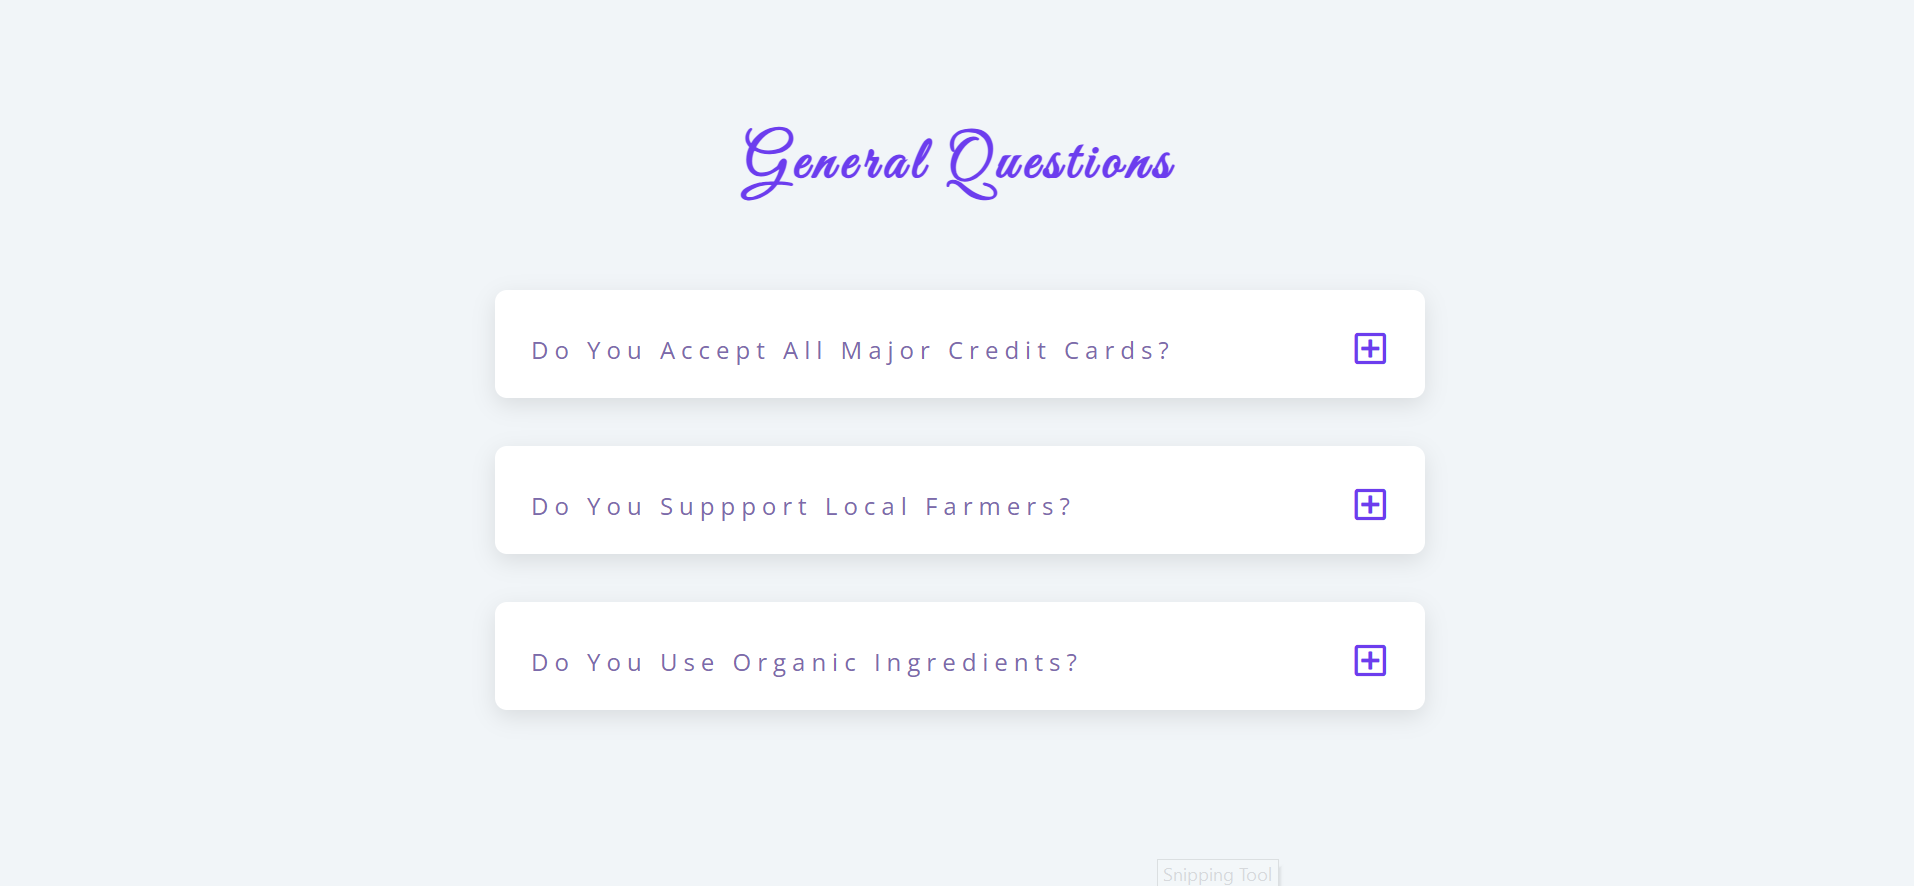 General Questions
Do You Accept All Major Credit Cards?
Do You Suppport Local Farmers?
Do You Use Organic Ingredients?
Snipping Tool